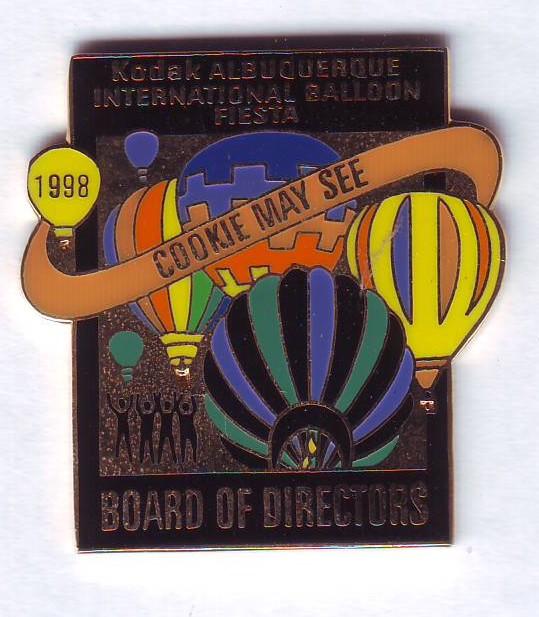 Kodak ALBUQUERQUE
INTERNATIONAL BALLOON
FIESTA
1998
COOKIE MAY SEE
BOARD OF DIRECTORS